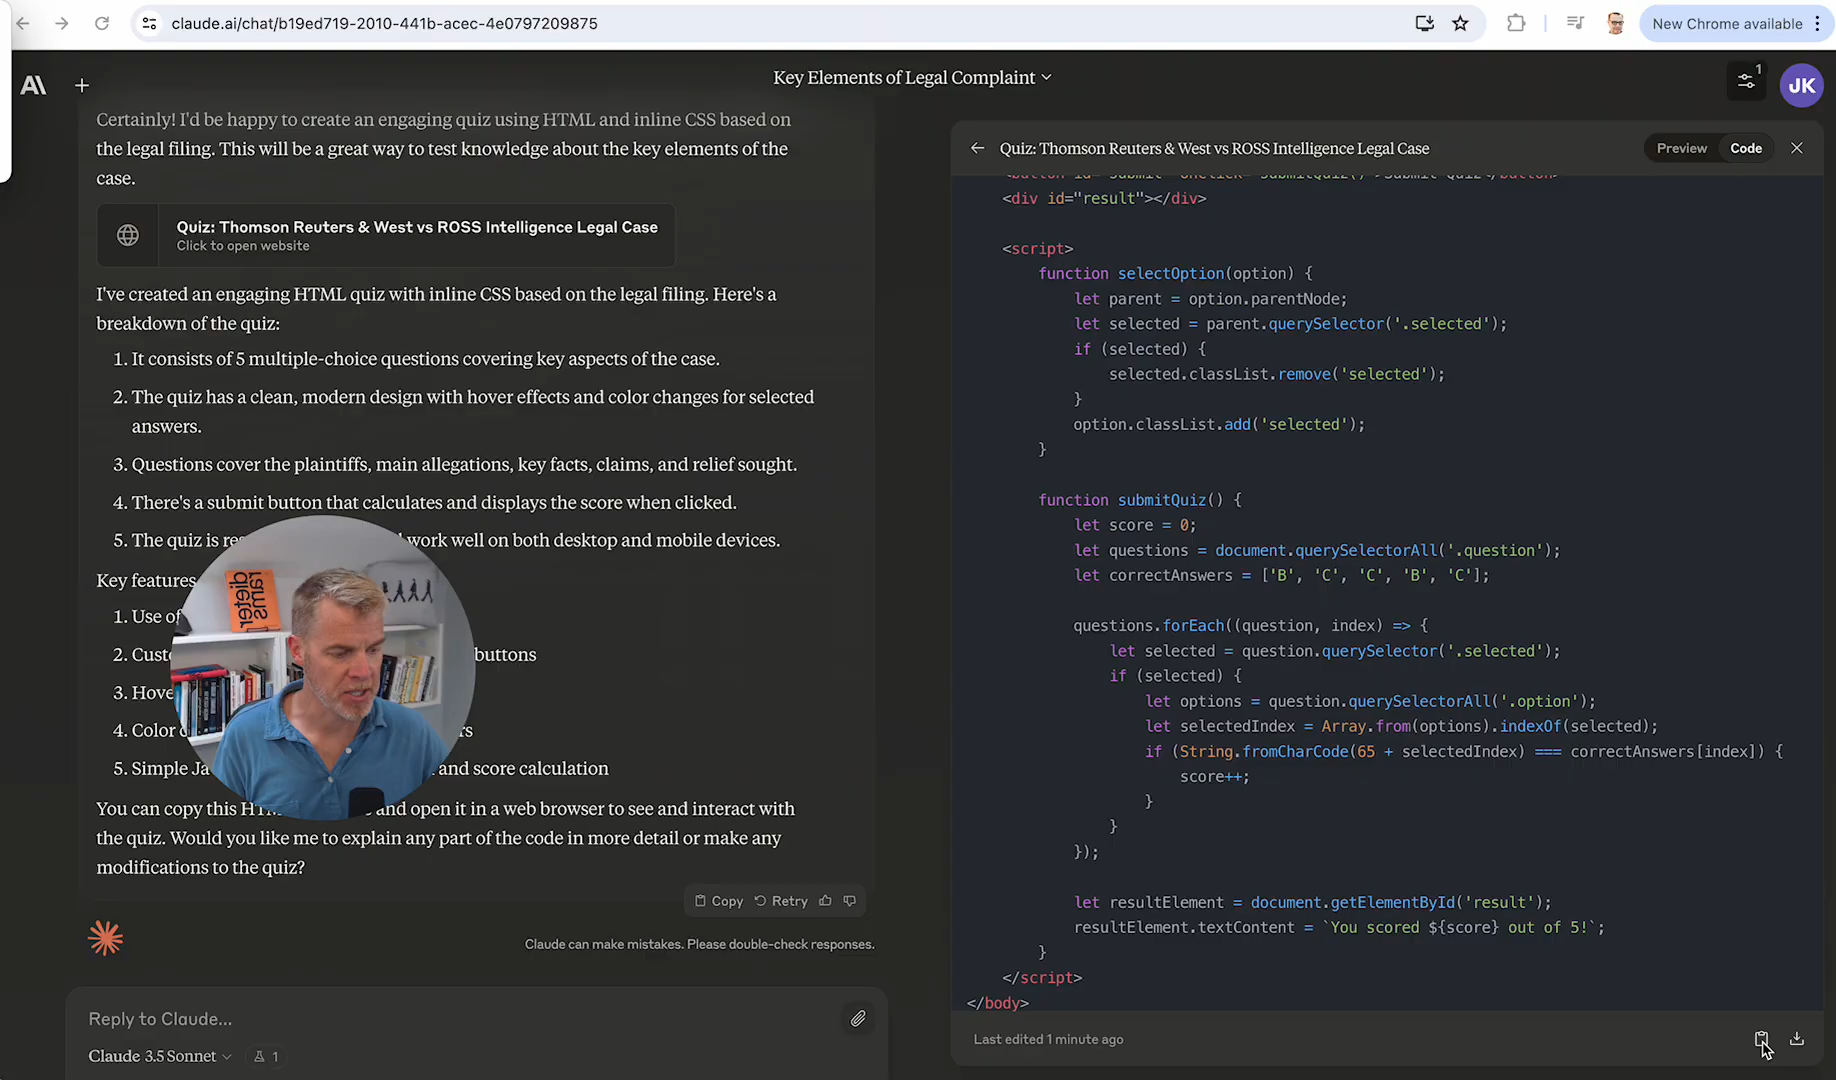 claude.ai/chat/b19ed719-2010-441b-acec-4e0797209875
New Chrome available
Key Elements of Legal Complaint
1
JK
Certainly! I'd be happy to create an engaging quiz using HTML and inline CSS based on
the legal filing. This will be a great way to test knowledge about the key elements of the
case.
Quiz: Thomson Reuters & West vs ROSS Intelligence Legal Case
Click to open website
I've created an engaging HTML quiz with inline CSS based on the legal filing. Here's a
breakdown of the quiz:
1. It consists of 5 multiple-choice questions covering key aspects of the case.
2. The quiz has a clean, modern design with hover effects and color changes for selected
answers.
3. Questions cover the plaintiffs, main allegations, key facts, claims, and relief sought.
4. There's a submit button that calculates and displays the score when clicked.
5. The quiz is work well on both desktop and mobile devices.
Key features
1. Use of
2. buttons
3.
4. Color
5. Simple and score calculation
You can copy this and open it in a web browser to see and interact with
the quiz. Would you like me to explain any part of the code in more detail or make any
modifications to the quiz?
Copy Retry
Claude can make mistakes. Please double-check responses.
Reply to Claude...
Claude 3.5 Sonnet 1
Quiz: Thomson Reuters & West vs ROSS Intelligence Legal Case
Preview Code
<button id="submit" onclick="submitQuiz()">Submit Quiz</button>
<div id="result"></div>
<script>
function selectOption(option) {
let parent = option.parentNode;
let selected = parent.querySelector('.selected');
if (selected) {
selected.classList.remove('selected');
}
option.classList.add('selected');
}
function submitQuiz() {
let score = 0;
let questions = document.querySelectorAll('.question');
let correctAnswers = ['B', 'C', 'C', 'B', 'C'];
questions.forEach((question, index) => {
let selected = question.querySelector('.selected');
if (selected) {
let options = question.querySelectorAll('.option');
let selectedIndex = Array.from(options).indexOf(selected);
if (String.fromCharCode(65 + selectedIndex) === correctAnswers[index]) {
score++;
}
}
});
let resultElement = document.getElementById('result');
resultElement.textContent = `You scored ${score} out of 5!`;
}
</script>
</body>
Last edited 1 minute ago